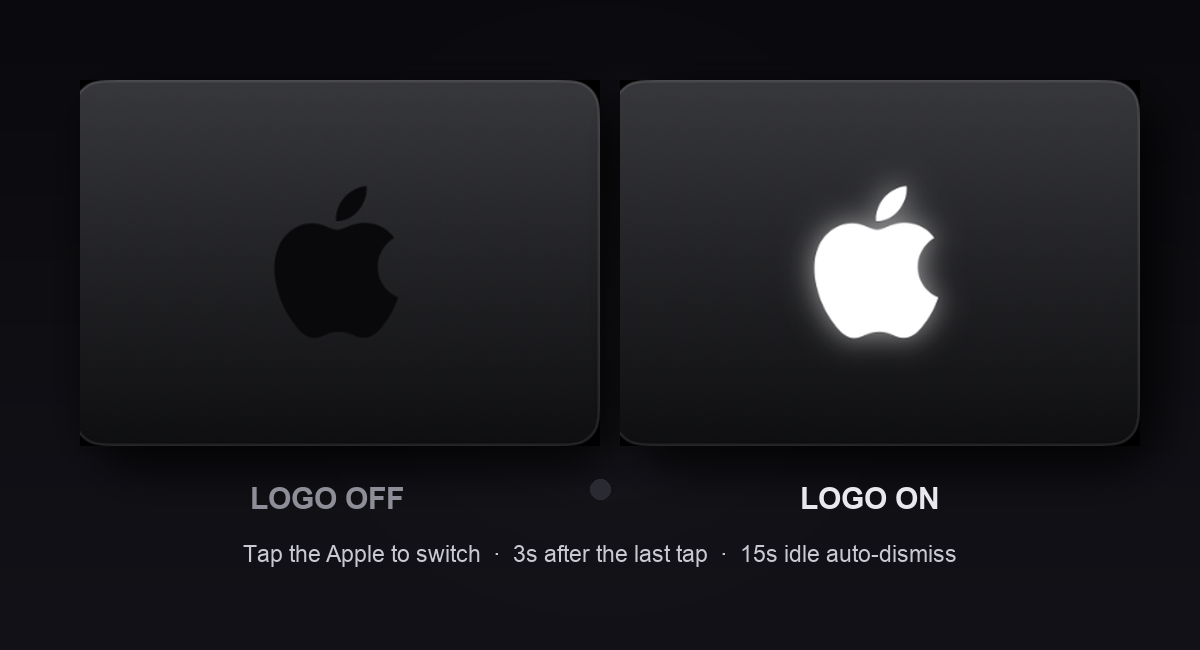 LOGO OFF
LOGO ON
Tap the Apple to switch · 3s after the last tap · 15s idle auto-dismiss